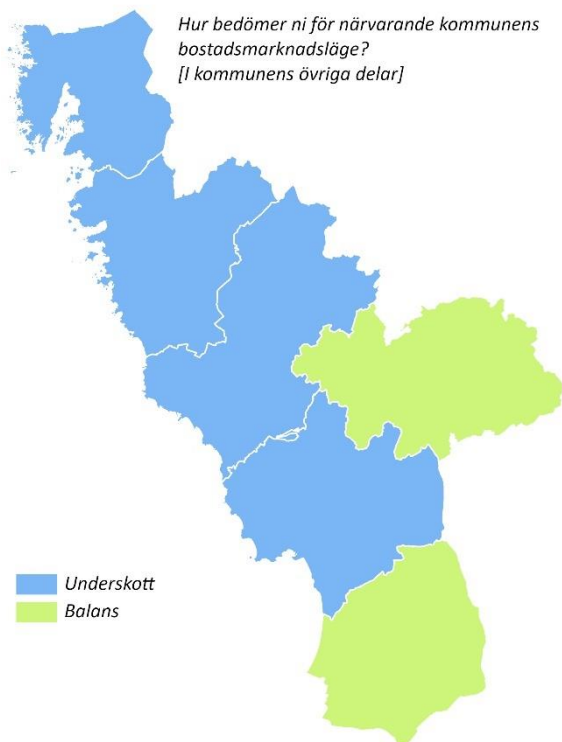 Hur bedömer ni för närvarande kommunens
bostadsmarknadsläge?
[I kommunens övriga delar]
Underskott
Balans